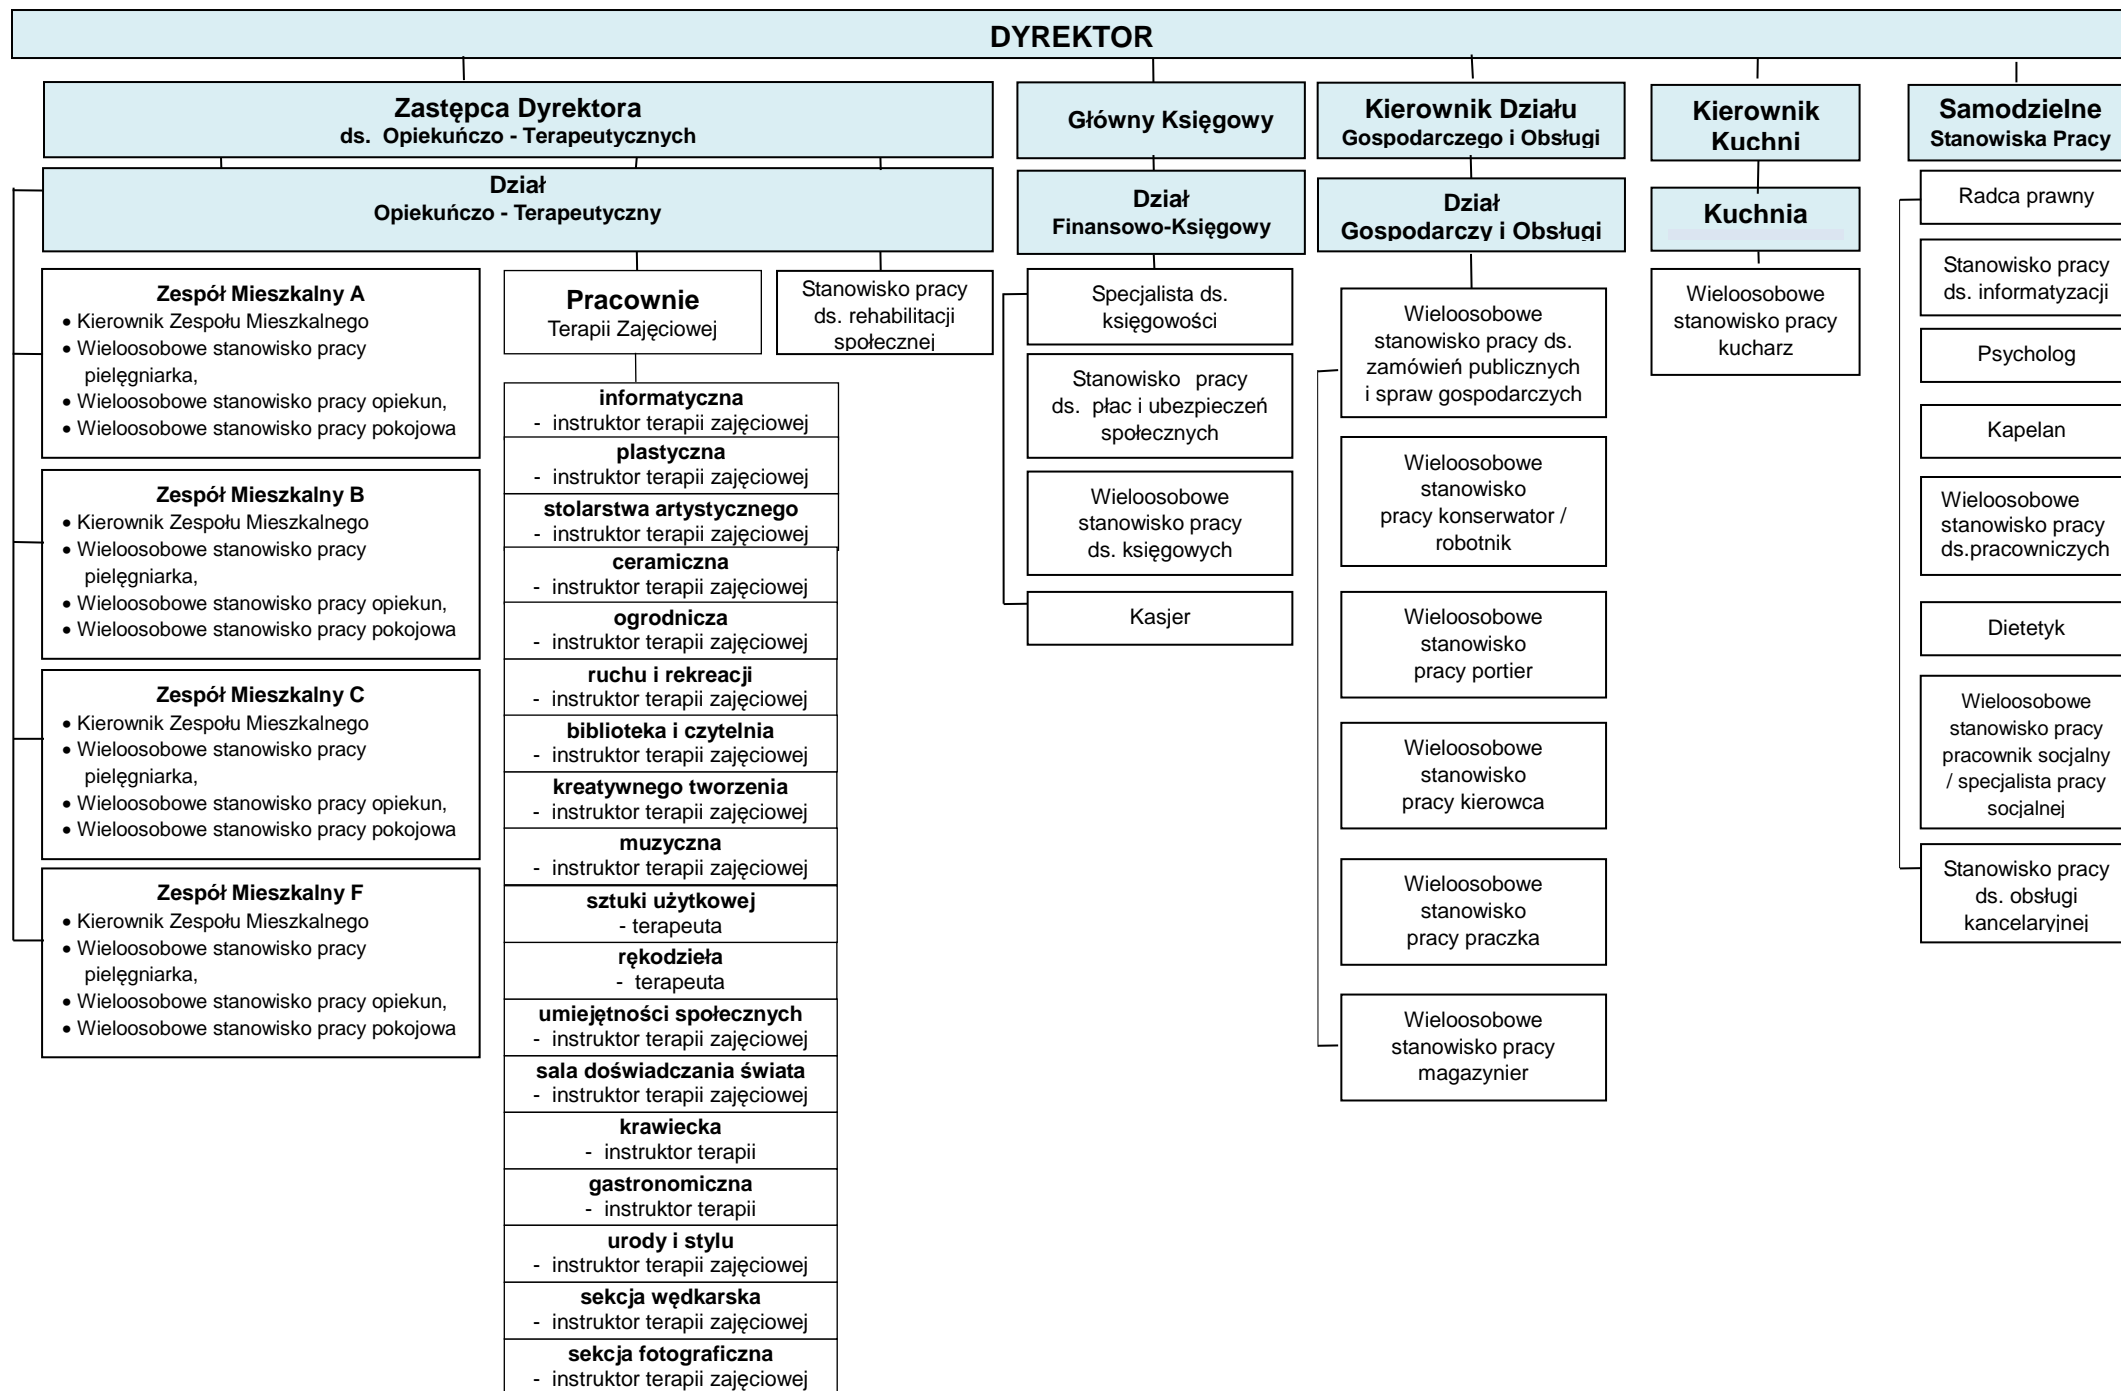 DYREKTOR
Zastępca Dyrektora
ds. Opiekuńczo - Terapeutycznych
Główny Księgowy
Kierownik Działu
Gospodarczego i Obsługi
Kierownik
Kuchni
Samodzielne
Stanowiska Pracy
Dział
Opiekuńczo - Terapeutyczny
Dział
Finansowo-Księgowy
Dział
Gospodarczy i Obsługi
Kuchnia
Zespół Mieszkalny A
• Kierownik Zespołu Mieszkalnego
• Wieloosobowe stanowisko pracy
pielęgniarka,
• Wieloosobowe stanowisko pracy opiekun,
• Wieloosobowe stanowisko pracy pokojowa
Zespół Mieszkalny B
• Kierownik Zespołu Mieszkalnego
• Wieloosobowe stanowisko pracy
pielęgniarka,
• Wieloosobowe stanowisko pracy opiekun,
• Wieloosobowe stanowisko pracy pokojowa
Zespół Mieszkalny C
• Kierownik Zespołu Mieszkalnego
• Wieloosobowe stanowisko pracy
pielęgniarka,
• Wieloosobowe stanowisko pracy opiekun,
• Wieloosobowe stanowisko pracy pokojowa
Zespół Mieszkalny F
• Kierownik Zespołu Mieszkalnego
• Wieloosobowe stanowisko pracy
pielęgniarka,
• Wieloosobowe stanowisko pracy opiekun,
• Wieloosobowe stanowisko pracy pokojowa
Pracownie
Terapii Zajęciowej
informatyczna
- instruktor terapii zajęciowej
plastyczna
- instruktor terapii zajęciowej
stolarstwa artystycznego
- instruktor terapii zajęciowej
ceramiczna
- instruktor terapii zajęciowej
ogrodnicza
- instruktor terapii zajęciowej
ruchu i rekreacji
- instruktor terapii zajęciowej
biblioteka i czytelnia
- instruktor terapii zajęciowej
kreatywnego tworzenia
- instruktor terapii zajęciowej
muzyczna
- instruktor terapii zajęciowej
sztuki użytkowej
- terapeuta
rękodzieła
- terapeuta
umiejętności społecznych
- instruktor terapii zajęciowej
sala doświadczania świata
- instruktor terapii zajęciowej
krawiecka
- instruktor terapii
gastronomiczna
- instruktor terapii
urody i stylu
- instruktor terapii zajęciowej
sekcja wędkarska
- instruktor terapii zajęciowej
sekcja fotograficzna
- instruktor terapii zajęciowej
Stanowisko pracy
ds. rehabilitacji
społecznej
Specjalista ds.
księgowości
Stanowisko pracy
ds. płac i ubezpieczeń
społecznych
Wieloosobowe
stanowisko pracy
ds. księgowych
Kasjer
Wieloosobowe
stanowisko pracy ds.
zamówień publicznych
i spraw gospodarczych
Wieloosobowe
stanowisko
pracy konserwator /
robotnik
Wieloosobowe
stanowisko
pracy portier
Wieloosobowe
stanowisko
pracy kierowca
Wieloosobowe
stanowisko
pracy praczka
Wieloosobowe
stanowisko pracy
magazynier
Wieloosobowe
stanowisko pracy
kucharz
Radca prawny
Stanowisko pracy
ds. informatyzacji
Psycholog
Kapelan
Wieloosobowe
stanowisko pracy
ds.pracowniczych
Dietetyk
Wieloosobowe
stanowisko pracy
pracownik socjalny
/ specjalista pracy
socjalnej
Stanowisko pracy
ds. obsługi
kancelaryjnej